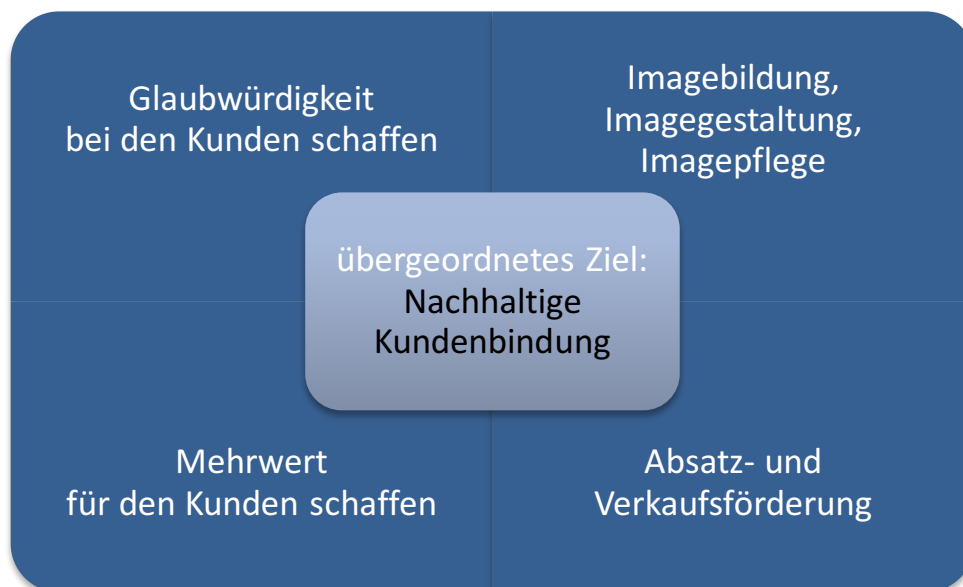 Glaubwürdigkeit
bei den Kunden schaffen
Imagebildung,
Imagegestaltung,
Imagepflege
übergeordnetes Ziel:
Nachhaltige
Kundenbindung
Mehrwert
für den Kunden schaffen
Absatz- und
Verkaufsförderung